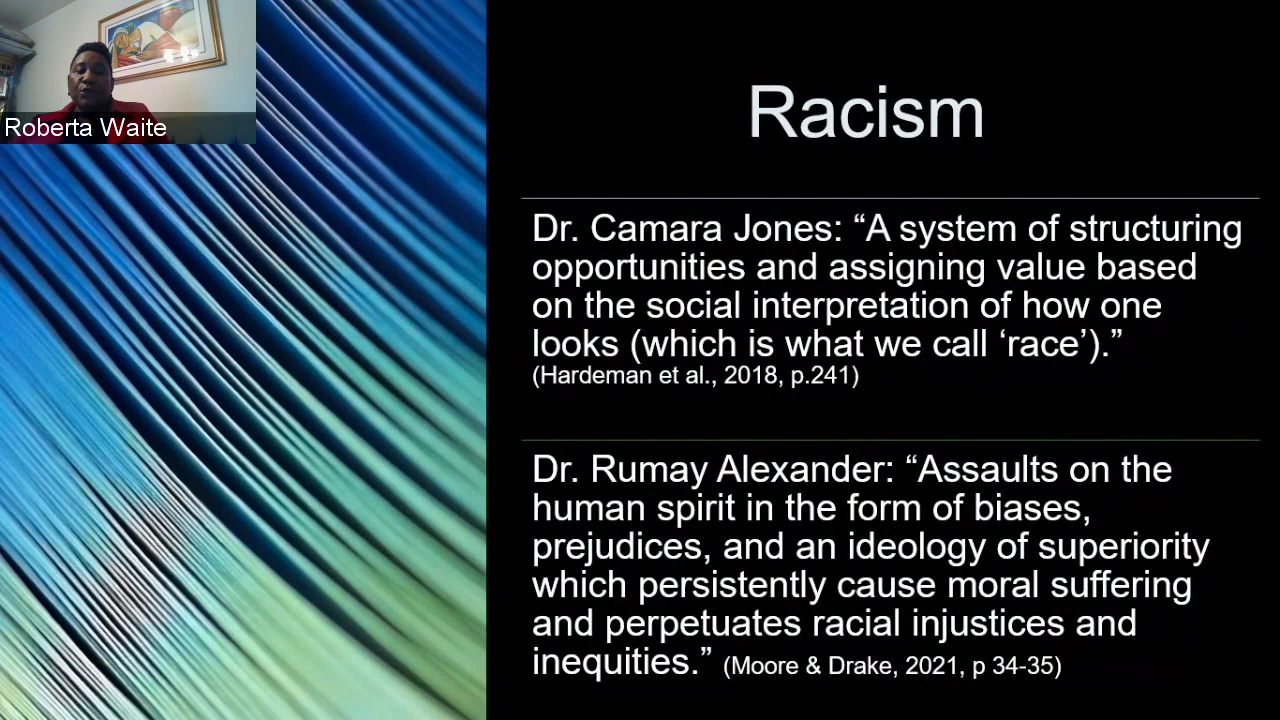 Roberta Waite
Racism
Dr. Camara Jones: “A system of structuring
opportunities and assigning value based
on the social interpretation of how one
looks (which is what we call ‘race’).”
(Hardeman et al., 2018, p.241)
Dr. Rumay Alexander: “Assaults on the
human spirit in the form of biases,
prejudices, and an ideology of superiority
which persistently cause moral suffering
and perpetuates racial injustices and
inequities.” (Moore & Drake, 2021, p 34-35)